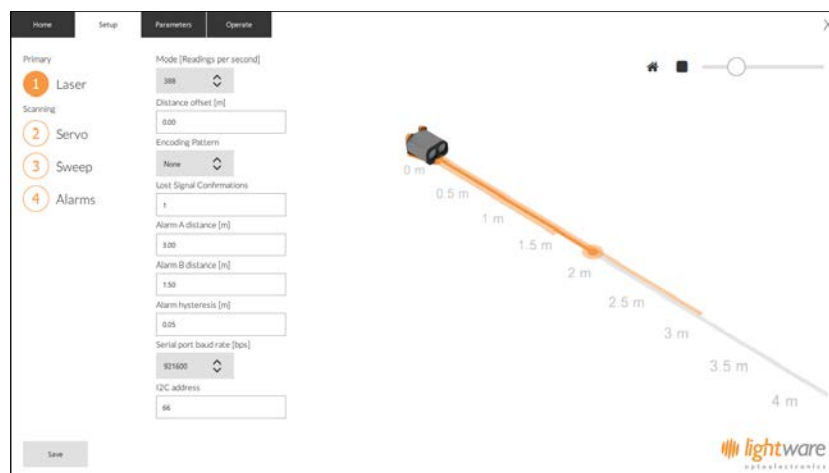 Home
Setup
Parameters
Operate
Primary
1 Laser
Scanning
2 Servo
3 Sweep
4 Alarms
Save
Mode [Readings per second]
388
Distance offset [m]
0.00
Encoding Pattern
None
Lost Signal Confirmations
1
Alarm A distance [m]
3.00
Alarm B distance [m]
1.50
Alarm hysteresis [m]
0.05
Serial port baud rate [bps]
921600
I2C address
66
0 m
0.5 m
1 m
1.5 m
2 m
2.5 m
3 m
3.5 m
4 m
lightware
optoelectronics